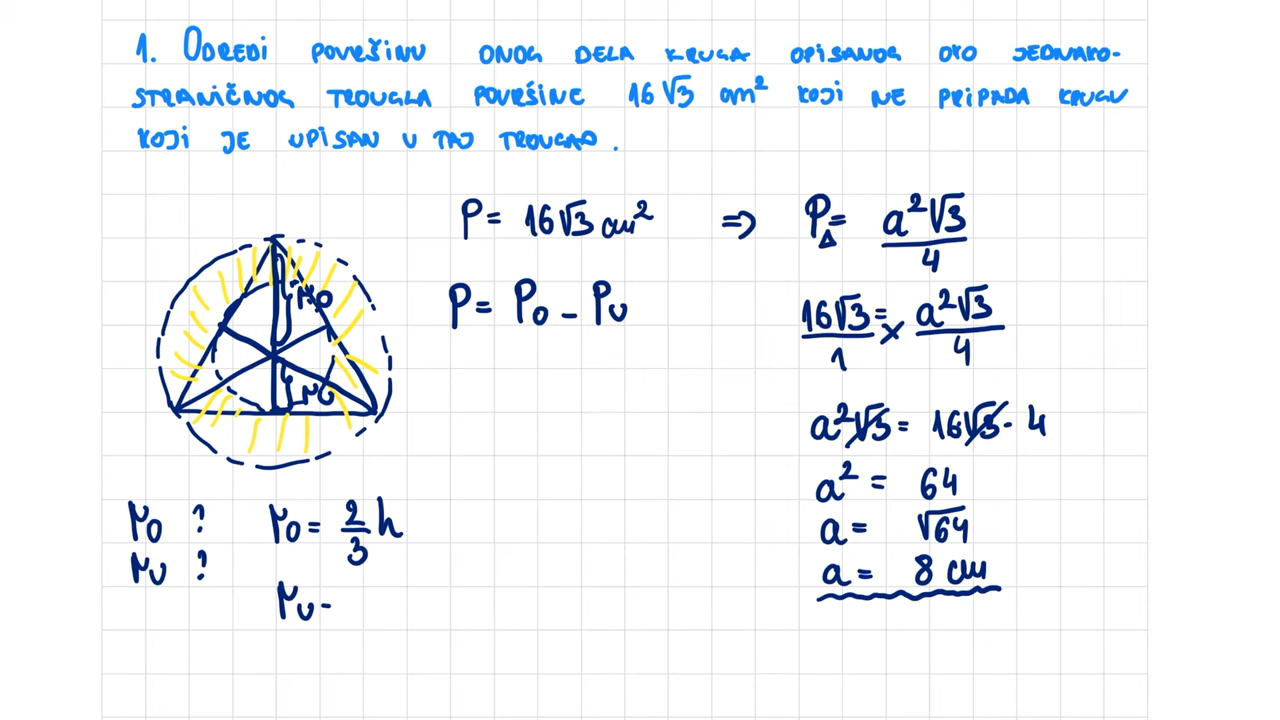 1. ODREDI POVRŠINU ONOG DELA KRUGA OPISANOG OKO JEDNAKO-
STRANIČNOG TROUGLA POVRŠINE 16√3 cm² KOJI NE PRIPADA KRUGU
KOJI JE UPISAN U TAJ TROUGAO.
P = 16√3 cm² ⇒ P△ = a²√3/4
P = Po - Pu
ro
ru
16√3/1 = a²√3/4
a²√3 = 16√3 · 4
a² = 64
a = √64
a = 8 cm
ro ? ro = 2/3 h
ru ?
ru -